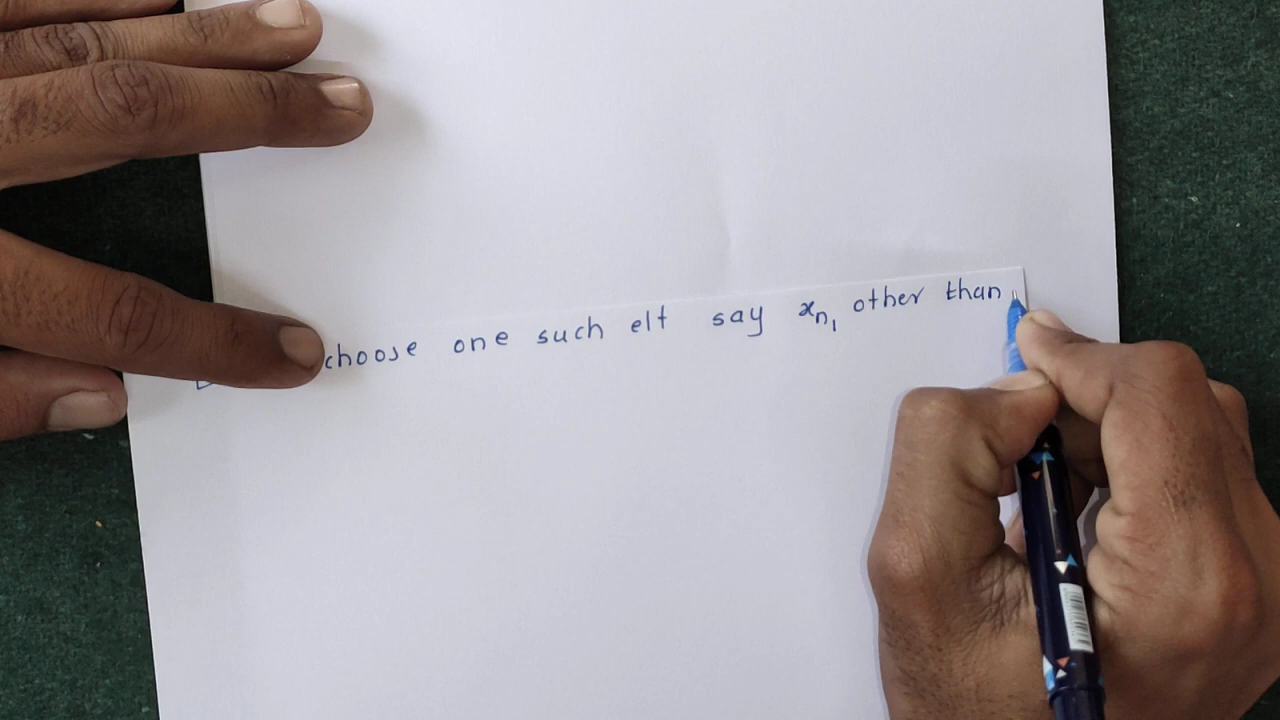 choose one such elt say xₙ₁ other than